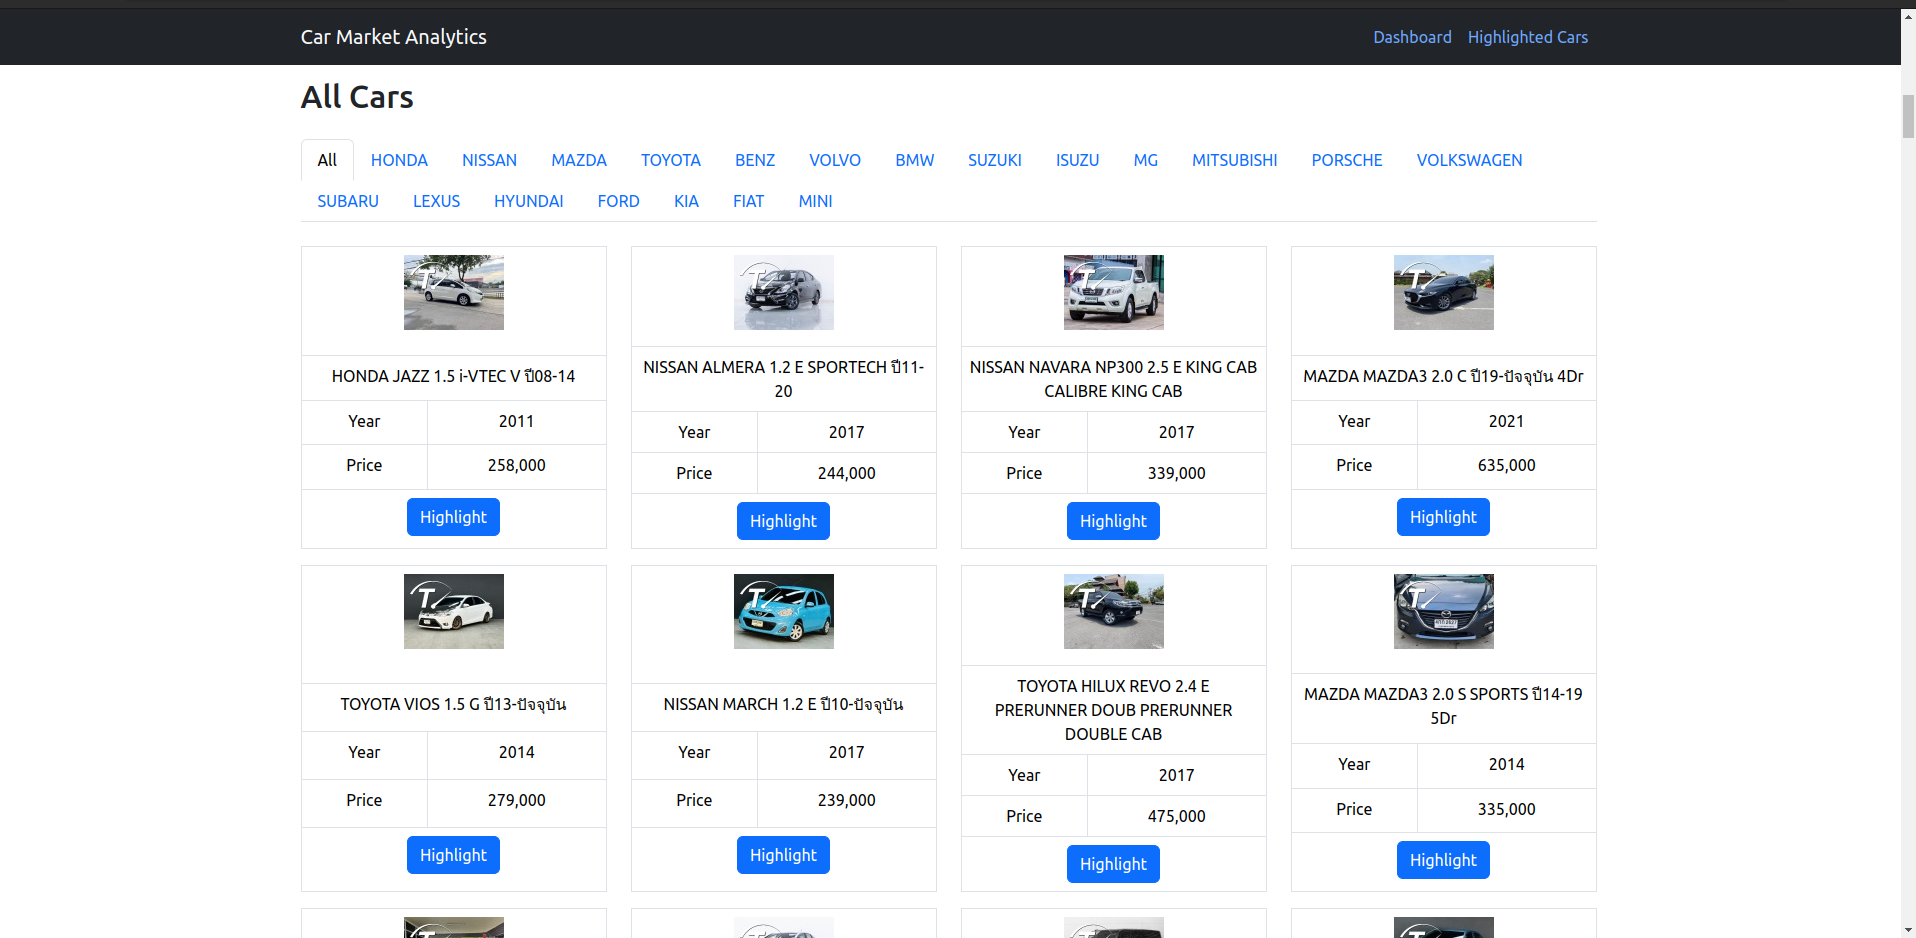 Car Market Analytics
Dashboard Highlighted Cars
All Cars
All HONDA NISSAN MAZDA TOYOTA BENZ VOLVO BMW SUZUKI ISUZU MG MITSUBISHI PORSCHE VOLKSWAGEN
SUBARU LEXUS HYUNDAI FORD KIA FIAT MINI
T
HONDA JAZZ 1.5 i-VTEC V ปี08-14
Year 2011
Price 258,000
Highlight
T
NISSAN ALMERA 1.2 E SPORTECH ปี11-
20
Year 2017
Price 244,000
Highlight
T
NISSAN NAVARA NP300 2.5 E KING CAB
CALIBRE KING CAB
Year 2017
Price 339,000
Highlight
T
MAZDA MAZDA3 2.0 C ปี19-ปัจจุบัน 4Dr
Year 2021
Price 635,000
Highlight
T
TOYOTA VIOS 1.5 G ปี13-ปัจจุบัน
Year 2014
Price 279,000
Highlight
T
NISSAN MARCH 1.2 E ปี10-ปัจจุบัน
Year 2017
Price 239,000
Highlight
T
TOYOTA HILUX REVO 2.4 E
PRERUNNER DOUB PRERUNNER
DOUBLE CAB
Year 2017
Price 475,000
Highlight
T
MAZDA MAZDA3 2.0 S SPORTS ปี14-19
5Dr
Year 2014
Price 335,000
Highlight
T
T
T
T